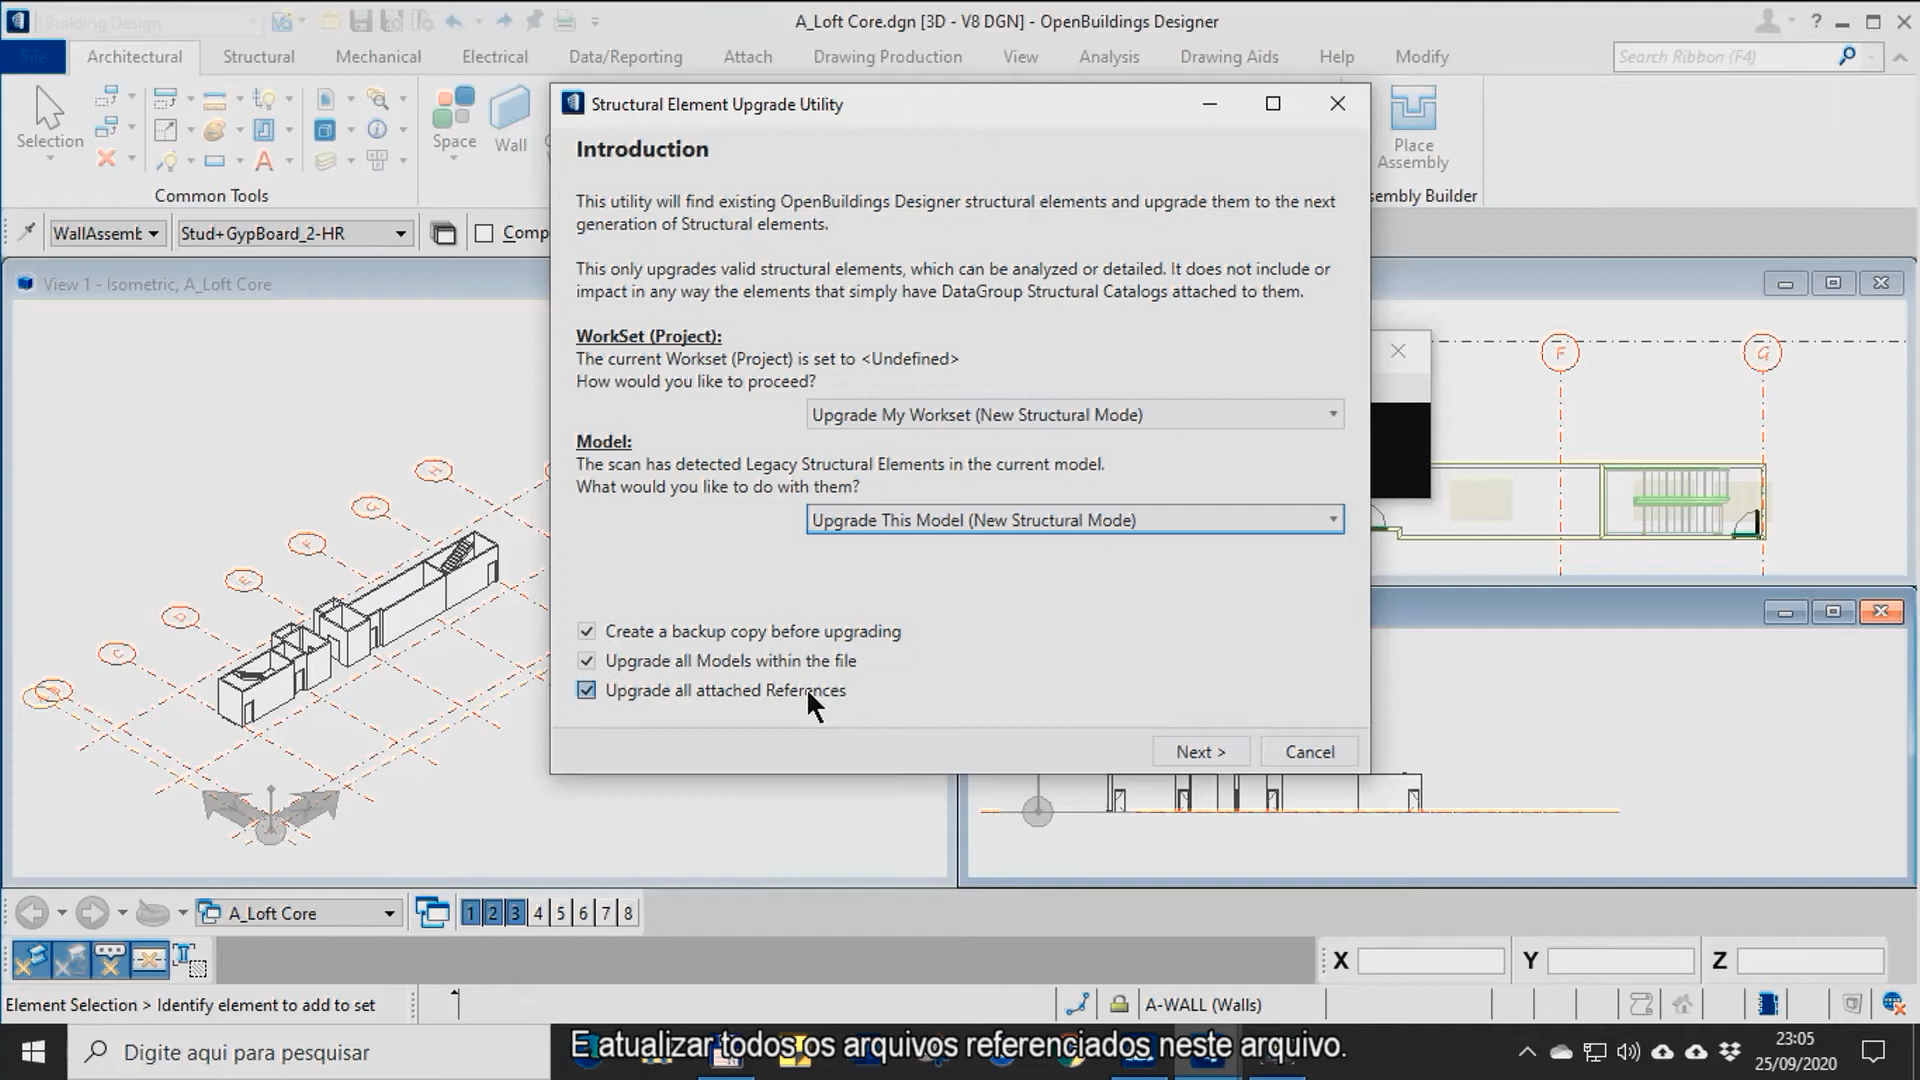 Building Design
A_Loft Core.dgn [3D - V8 DGN] - OpenBuildings Designer
File
Architectural
Structural
Mechanical
Electrical
Data/Reporting
Attach
Drawing Production
View
Analysis
Drawing Aids
Help
Modify
Search Ribbon (F4)
Selection
Common Tools
Space
Wall
Place
Assembly
sembly Builder
WallAssemb
Stud+GypBoard_2-HR
Comp
View 1 - Isometric, A_Loft Core
Structural Element Upgrade Utility
Introduction
This utility will find existing OpenBuildings Designer structural elements and upgrade them to the next
generation of Structural elements.
This only upgrades valid structural elements, which can be analyzed or detailed. It does not include or
impact in any way the elements that simply have DataGroup Structural Catalogs attached to them.
WorkSet (Project):
The current Workset (Project) is set to <Undefined>
How would you like to proceed?
Upgrade My Workset (New Structural Mode)
Model:
The scan has detected Legacy Structural Elements in the current model.
What would you like to do with them?
Upgrade This Model (New Structural Mode)
Create a backup copy before upgrading
Upgrade all Models within the file
Upgrade all attached References
Next >
Cancel
F
G
H
G
F
E
D
C
A_Loft Core
1 2 3 4 5 6 7 8
X
Y
Z
Element Selection > Identify element to add to set
A-WALL (Walls)
Digite aqui para pesquisar
E atualizar todos os arquivos referenciados neste arquivo.
23:05
25/09/2020